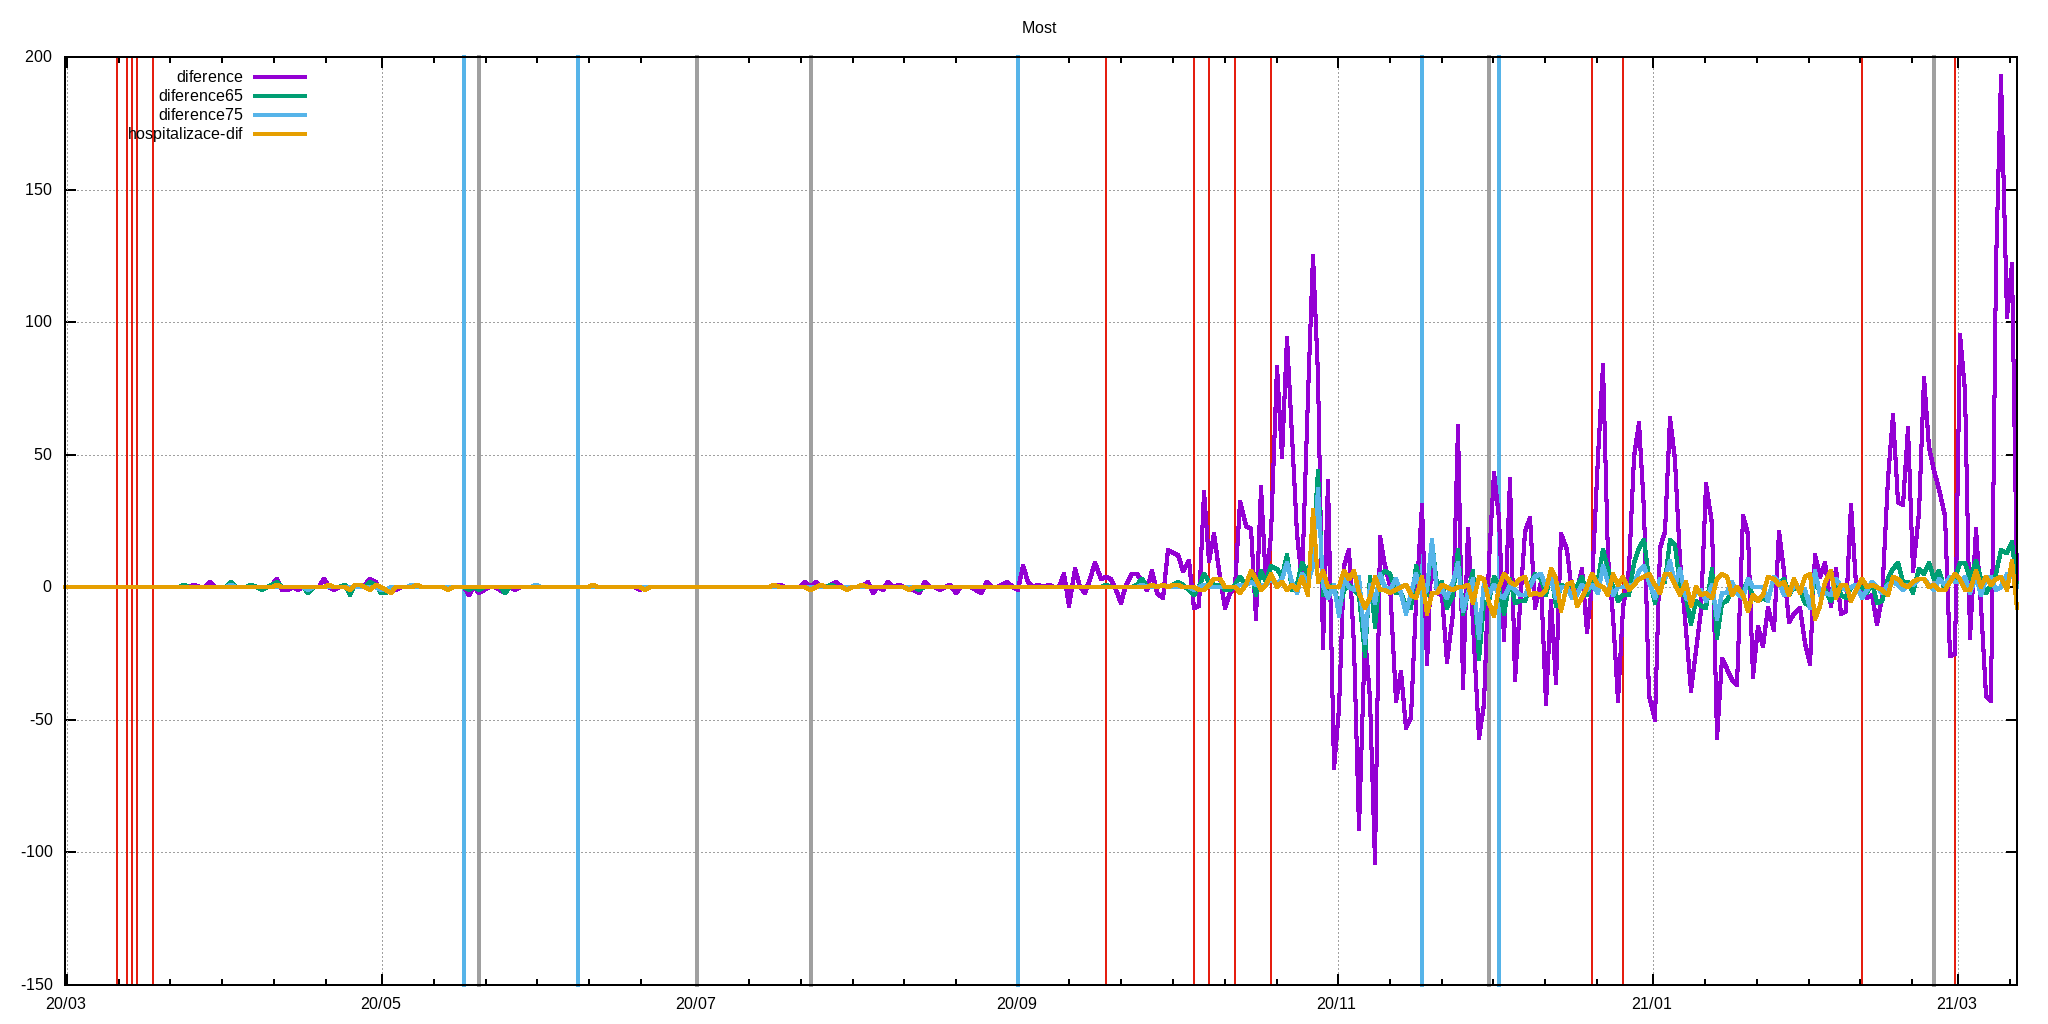 Most
200
diference
diference65
diference75
hospitalizace-dif
150
100
50
0
-50
-100
-150
20/03 20/05 20/07 20/09 20/11 21/01 21/03